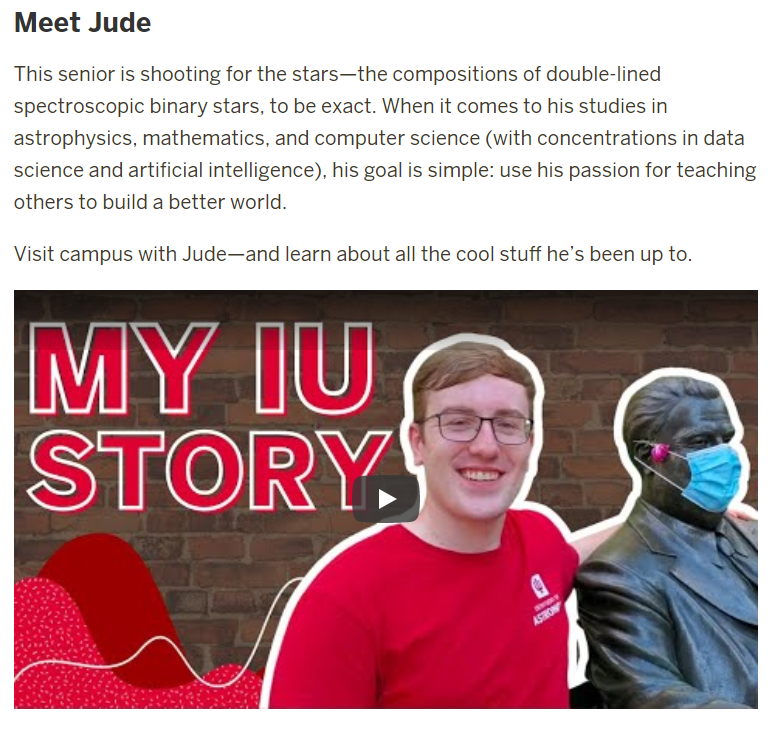 Meet Jude
This senior is shooting for the stars—the compositions of double-lined
spectroscopic binary stars, to be exact. When it comes to his studies in
astrophysics, mathematics, and computer science (with concentrations in data
science and artificial intelligence), his goal is simple: use his passion for teaching
others to build a better world.
Visit campus with Jude—and learn about all the cool stuff he’s been up to.
MY IU
STORY